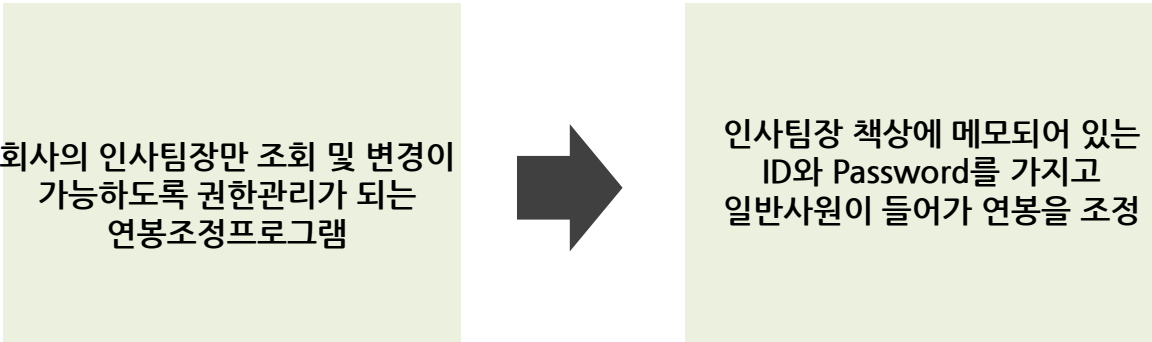 회사의 인사팀장만 조회 및 변경이
가능하도록 권한관리가 되는
연봉조정프로그램
인사팀장 책상에 메모되어 있는
ID와 Password를 가지고
일반사원이 들어가 연봉을 조정